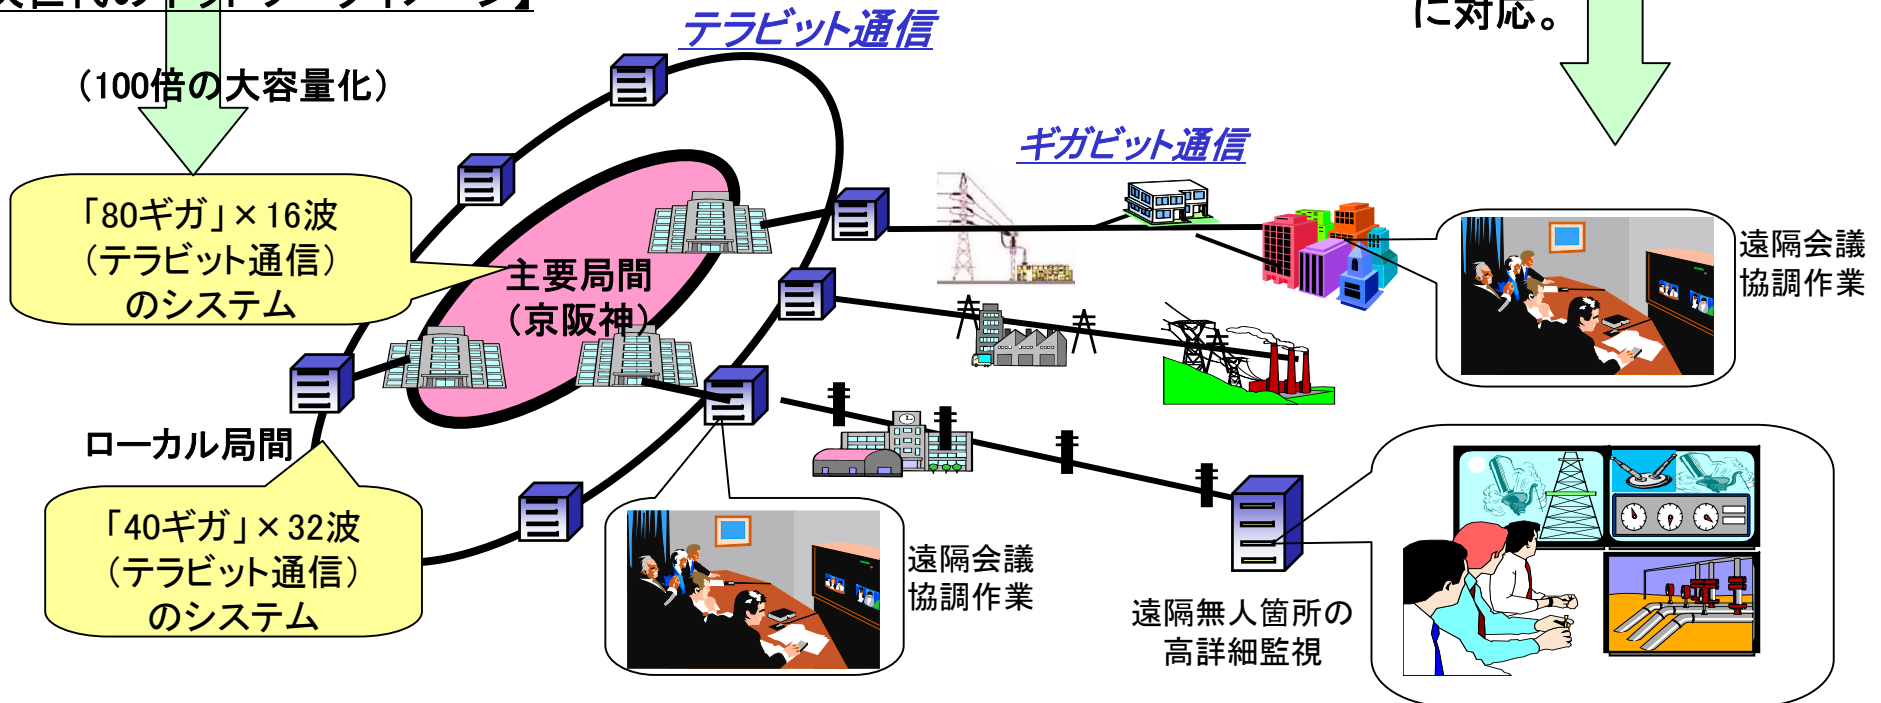 に対応。
テラビット通信
（100倍の大容量化）
ギガビット通信
「80ギガ」×16波
（テラビット通信）
のシステム
主要局間
（京阪神）
遠隔会議
協調作業
ローカル局間
「40ギガ」×32波
（テラビット通信）
のシステム
遠隔会議
協調作業
遠隔無人箇所の
高詳細監視